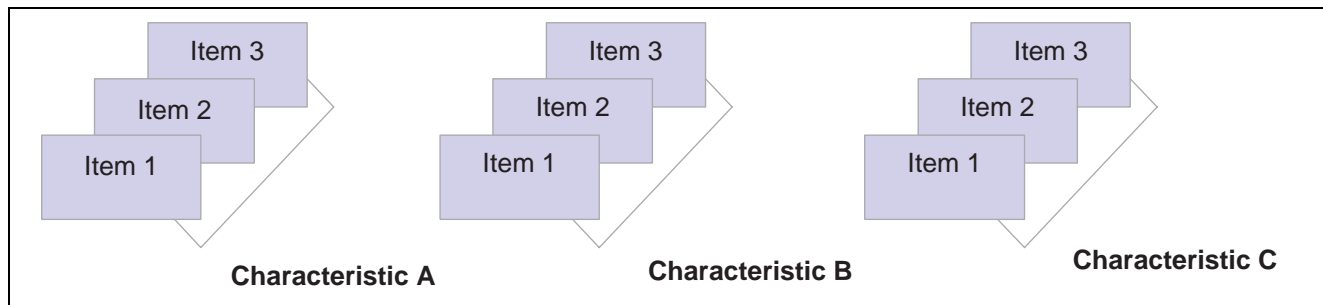 Item 3
Item 2
Item 1
Characteristic A
Item 3
Item 2
Item 1
Characteristic B
Item 3
Item 2
Item 1
Characteristic C